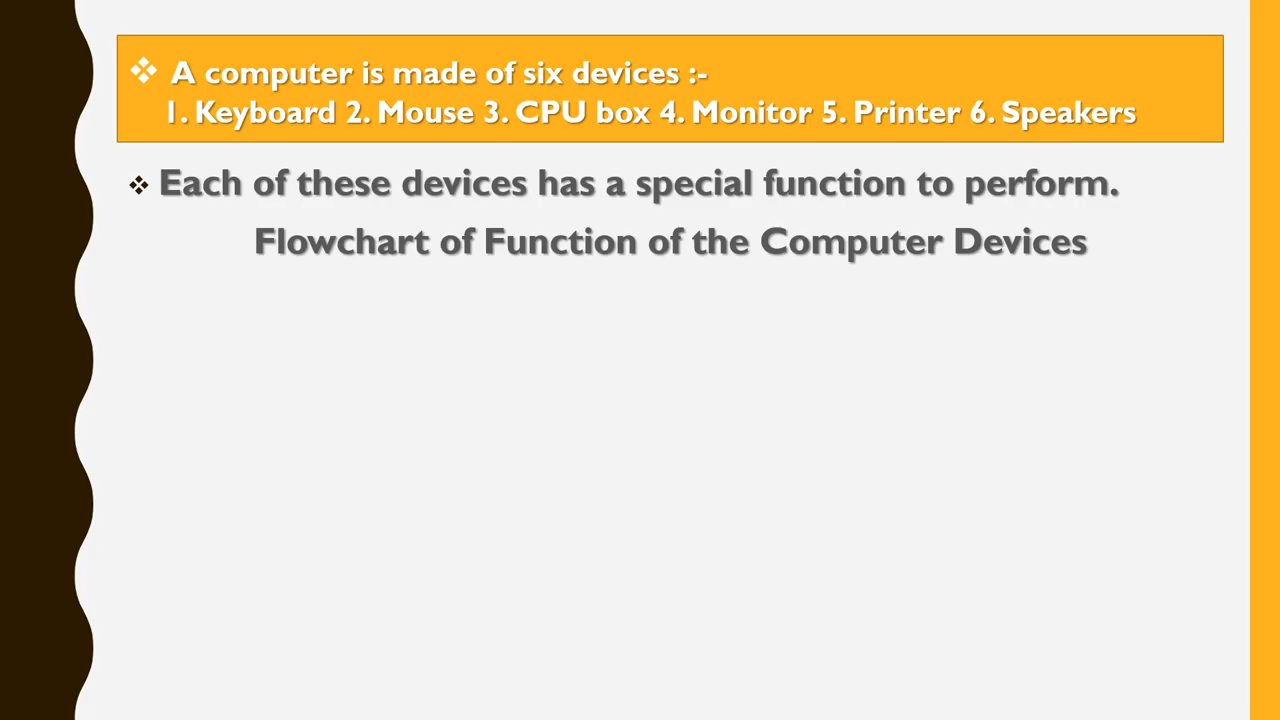 ❖ A computer is made of six devices :-
1. Keyboard 2. Mouse 3. CPU box 4. Monitor 5. Printer 6. Speakers
❖ Each of these devices has a special function to perform.
Flowchart of Function of the Computer Devices